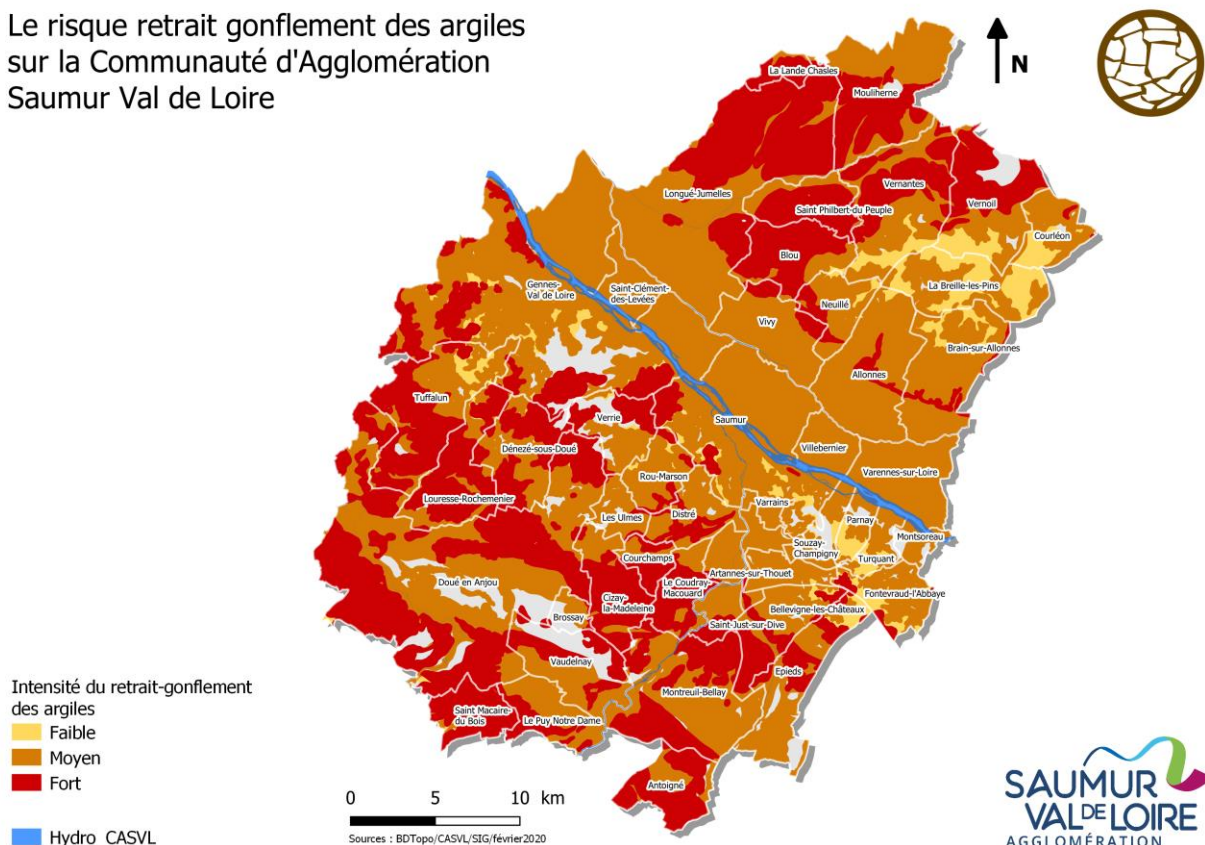 Le risque retrait gonflement des argiles
sur la Communauté d'Agglomération
Saumur Val de Loire
N
La Lande Chasles
Mouliherne
Longué-Jumelles
Vernantes
Saint Philbert-du Peuple
Vernoil
Courléon
Blou
Gennes-
Val de Loire
Saint-Clément-
des-Levées
La Breille-les-Pins
Neuillé
Vivy
Brain-sur-Allonnes
Allonnes
Tuffalun
Verrie
Saumur
Dénezé-sous-Doué
Villebernier
Rou-Marson
Varennes-sur-Loire
Louresse-Rochemenier
Varrains
Les Ulmes
Distré
Parnay
Souzay-
Champigny
Montsoreau
Courchamps
Turquant
Artannes-sur-Thouet
Doué en Anjou
Le Coudray-
Macouard
Cizay-
la-Madeleine
Fontevraud-l'Abbaye
Bellevigne-les-Châteaux
Brossay
Saint-Just-sur-Dive
Vaudelnay
Epieds
Montreuil-Bellay
Saint Macaire-
du Bois
Le Puy Notre Dame
Antoigné
Intensité du retrait-gonflement
des argiles
Faible
Moyen
Fort
Hydro_CASVL
0 5 10 km
Sources : BDTopo/CASVL/SIG/février2020
SAUMUR
VAL DE LOIRE
AGGLOMÉRATION